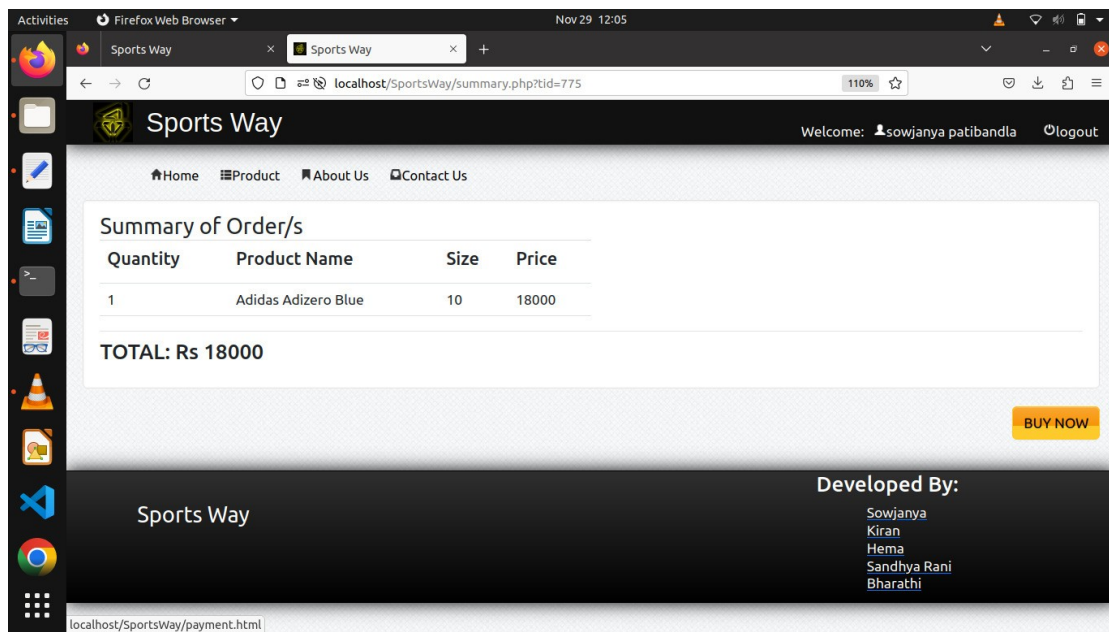 Activities Firefox Web Browser Nov 29 12:05
Sports Way Sports Way
localhost/SportsWay/summary.php?tid=775 110%
Sports Way
Welcome: sowjanya patibandla logout
Home Product About Us Contact Us
Summary of Order/s
Quantity Product Name Size Price
1 Adidas Adizero Blue 10 18000
TOTAL: Rs 18000
BUY NOW
Developed By:
Sports Way
Sowjanya
Kiran
Hema
Sandhya Rani
Bharathi
localhost/SportsWay/payment.html